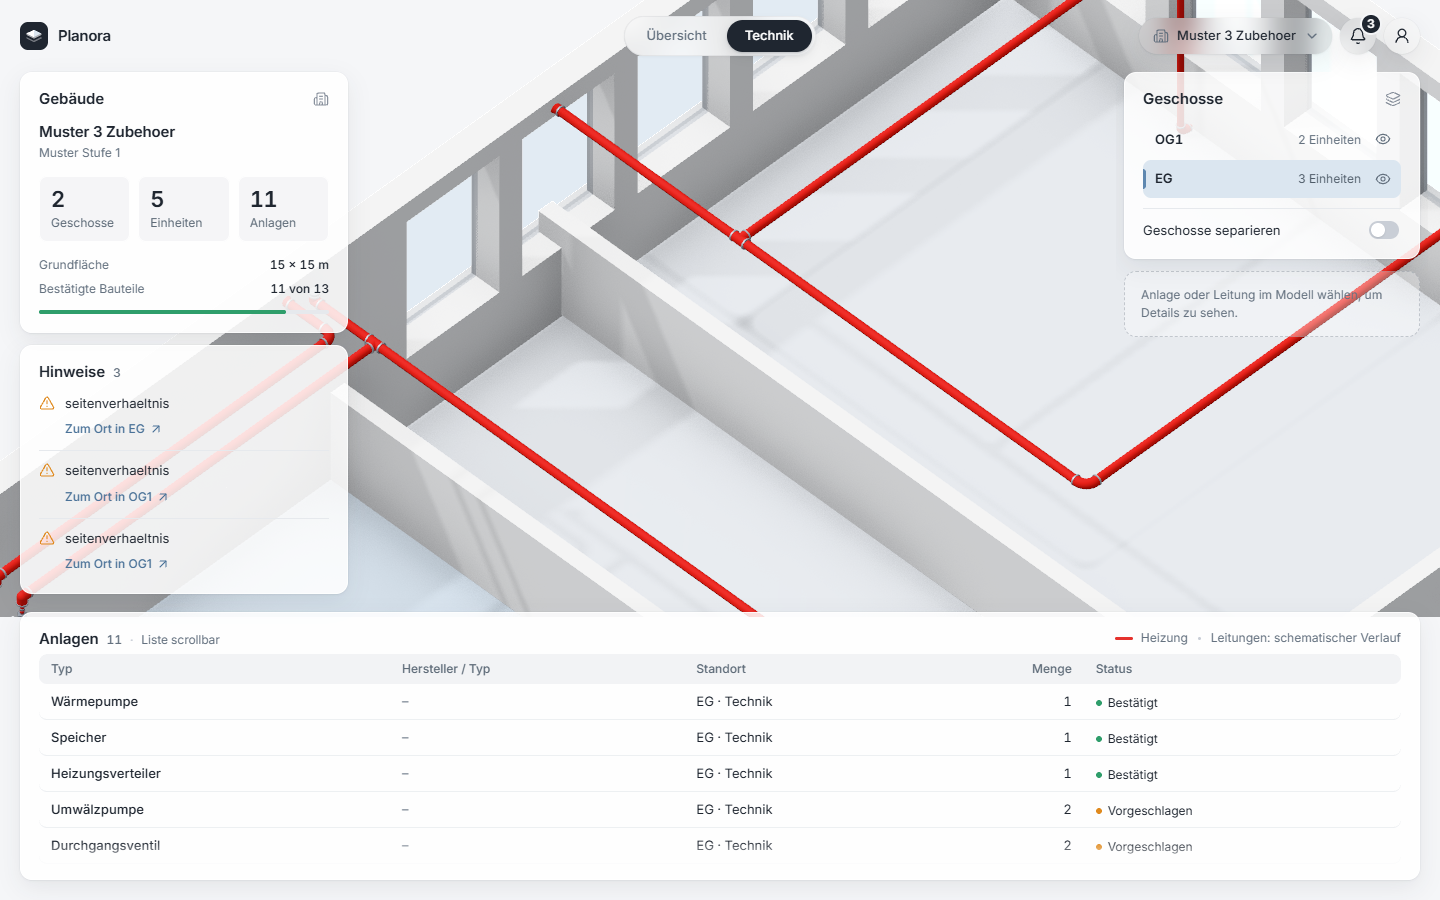 Planora
Übersicht
Technik
Muster 3 Zubehoer
3
Gebäude
Muster 3 Zubehoer
Muster Stufe 1
2
Geschosse
5
Einheiten
11
Anlagen
Grundfläche
15 × 15 m
Bestätigte Bauteile
11 von 13
Hinweise 3
seitenverhaeltnis
Zum Ort in EG
seitenverhaeltnis
Zum Ort in OG1
seitenverhaeltnis
Zum Ort in OG1
Geschosse
OG1 2 Einheiten
EG 3 Einheiten
Geschosse separieren
Anlage oder Leitung im Modell wählen, um
Details zu sehen.
Anlagen 11 · Liste scrollbar
Heizung • Leitungen: schematischer Verlauf
Typ Hersteller / Typ Standort Menge Status
Wärmepumpe – EG · Technik 1 Bestätigt
Speicher – EG · Technik 1 Bestätigt
Heizungsverteiler – EG · Technik 1 Bestätigt
Umwälzpumpe – EG · Technik 2 Vorgeschlagen
Durchgangsventil – EG · Technik 2 Vorgeschlagen